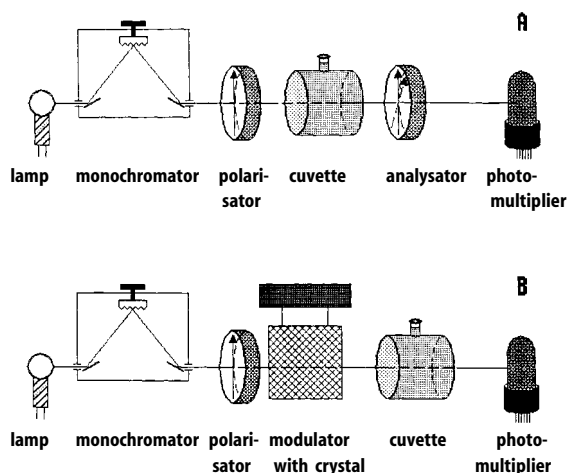 A
lamp monochromator polari- cuvette analysator photo-
sator multiplier
B
lamp monochromator polari- modulator cuvette photo-
sator with crystal multiplier